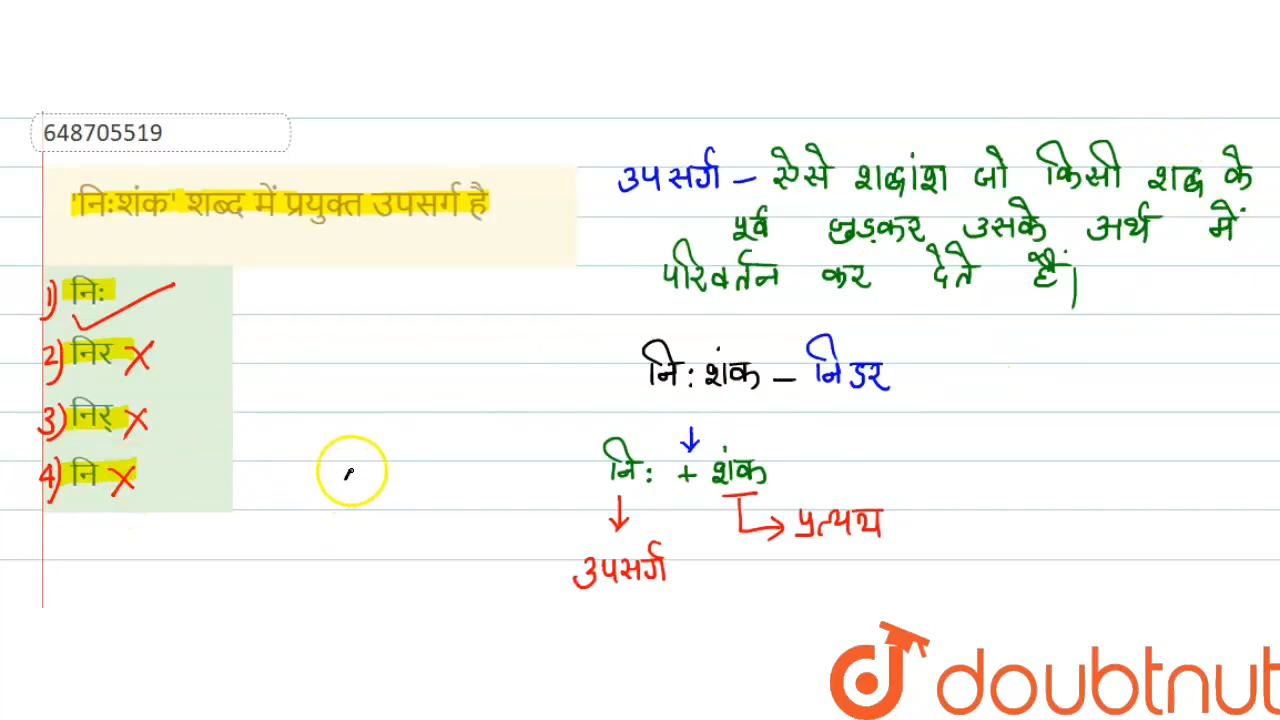 648705519
'निःशंक' शब्द में प्रयुक्त उपसर्ग है
1) निः
2) निर
3) निर्
4) नि
उपसर्ग – ऐसे शब्दांश जो किसी शब्द के
पूर्व जुड़कर उसके अर्थ में
परिवर्तन कर देते हैं।
नि:शंक – निडर
नि: + शंक
प्रत्यय
उपसर्ग
doubtnut